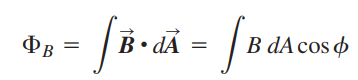 Φ_B = ∫ B⃗ · dA⃗ = ∫ B dA cos ϕ